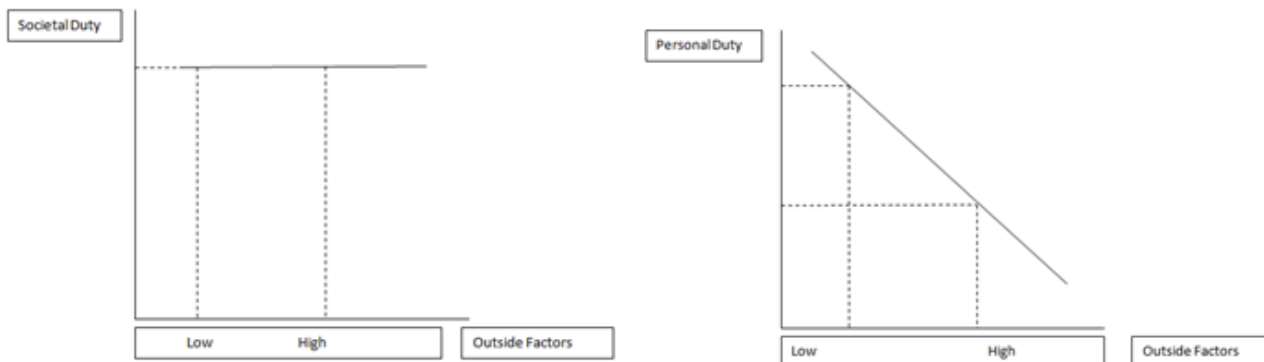 Societal Duty
Low High Outside Factors
Personal Duty
Low High Outside Factors